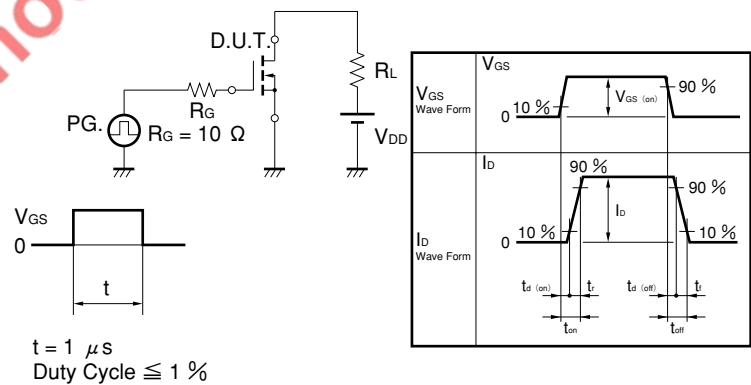 D.U.T.
RL
RG
PG.
RG = 10 Ω
VDD
VGS
0
t
t = 1 μs
Duty Cycle ≦ 1 %
VGS
Wave Form
VGS
10 %
0
VGS (on)
90 %
ID
Wave Form
ID
90 %
90 %
10 %
0
ID
10 %
td (on)
tr
td (off)
tf
ton
toff